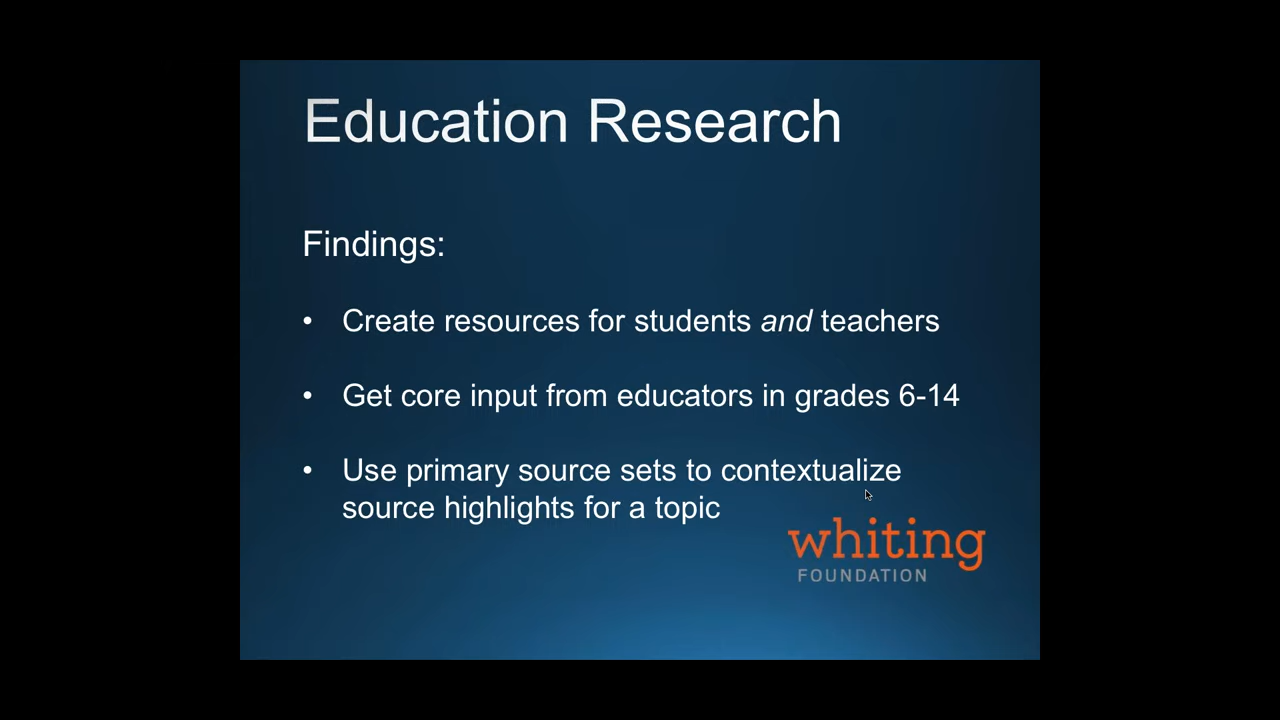 Education Research
Findings:
• Create resources for students and teachers
• Get core input from educators in grades 6-14
• Use primary source sets to contextualize
source highlights for a topic
whiting
FOUNDATION